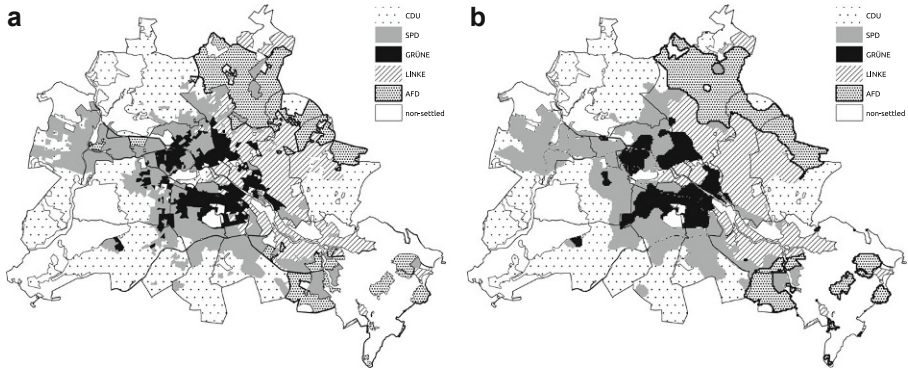 a
CDU
SPD
GRÜNE
LINKE
AFD
non-settled
b
CDU
SPD
GRÜNE
LINKE
AFD
non-settled